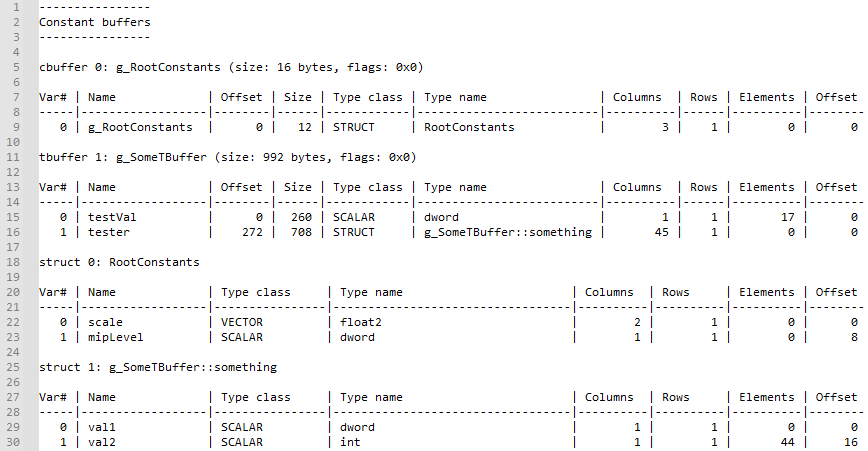 1 ----------------
2 Constant buffers
3 ----------------
4
5 cbuffer 0: g_RootConstants (size: 16 bytes, flags: 0x0)
6
7 Var# | Name             | Offset | Size | Type class | Type name                | Columns | Rows | Elements | Offset
8 -----|------------------|--------|------|------------|--------------------------|---------|------|----------|-------
9    0 | g_RootConstants  |      0 |   12 | STRUCT     | RootConstants            |       3 |    1 |        0 |      0
10
11 tbuffer 1: g_SomeTBuffer (size: 992 bytes, flags: 0x0)
12
13 Var# | Name             | Offset | Size | Type class | Type name                | Columns | Rows | Elements | Offset
14 -----|------------------|--------|------|------------|--------------------------|---------|------|----------|-------
15    0 | testVal          |      0 |  260 | SCALAR     | dword                    |       1 |    1 |       17 |      0
16    1 | tester           |    272 |  708 | STRUCT     | g_SomeTBuffer::something |      45 |    1 |        0 |      0
17
18 struct 0: RootConstants
19
20 Var# | Name             | Type class    | Type name                        | Columns | Rows     | Elements | Offset
21 -----|------------------|---------------|----------------------------------|---------|----------|----------|-------
22    0 | scale            | VECTOR        | float2                           |       2 |        1 |        0 |      0
23    1 | mipLevel         | SCALAR        | dword                            |       1 |        1 |        0 |      8
24
25 struct 1: g_SomeTBuffer::something
26
27 Var# | Name             | Type class    | Type name                        | Columns | Rows     | Elements | Offset
28 -----|------------------|---------------|----------------------------------|---------|----------|----------|-------
29    0 | val1             | SCALAR        | dword                            |       1 |        1 |        0 |      0
30    1 | val2             | SCALAR        | int                              |       1 |        1 |       44 |     16